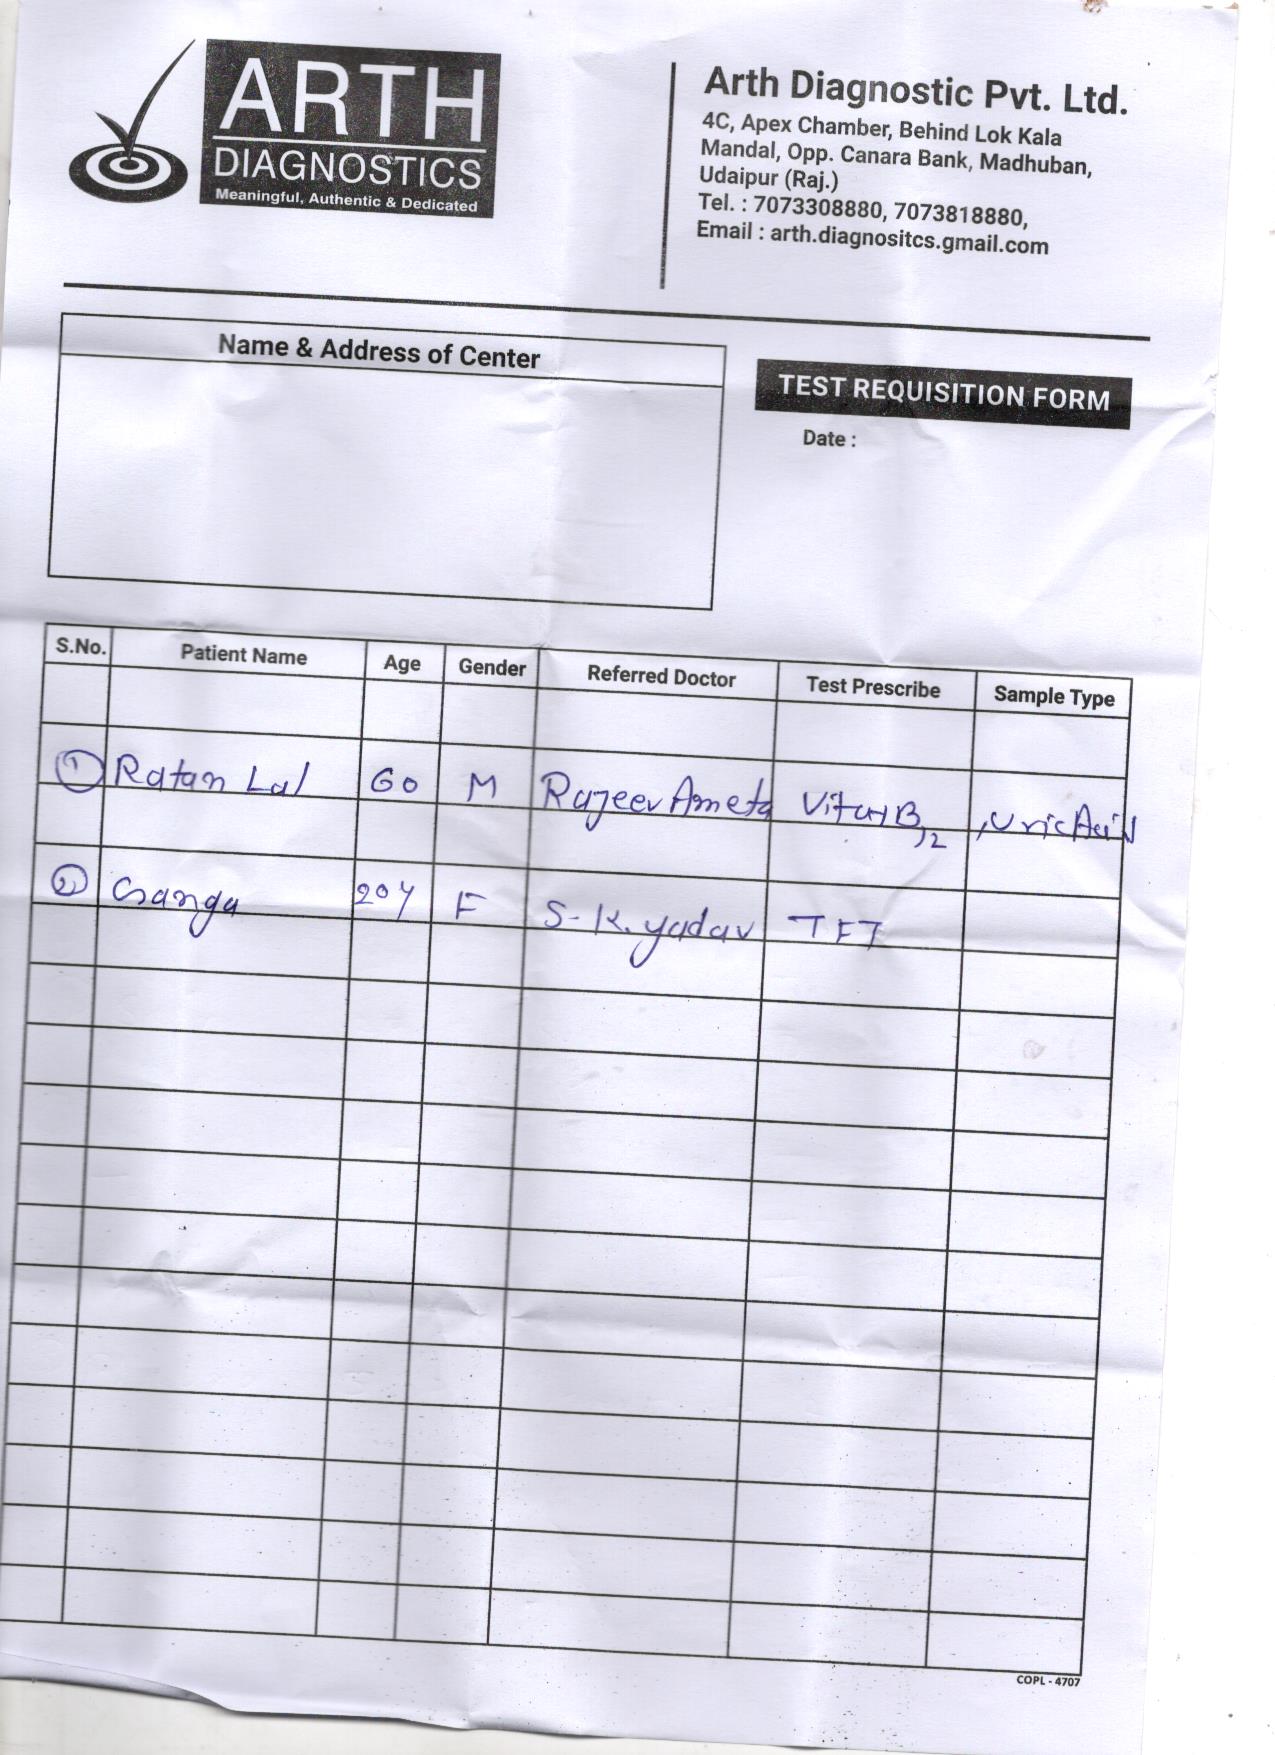 ARTH
DIAGNOSTICS
Meaningful, Authentic & Dedicated
Arth Diagnostic Pvt. Ltd.
4C, Apex Chamber, Behind Lok Kala
Mandal, Opp. Canara Bank, Madhuban,
Udaipur (Raj.)
Tel. : 7073308880, 7073818880,
Email : arth.diagnositcs.gmail.com
Name & Address of Center
TEST REQUISITION FORM
Date :
S.No. Patient Name Age Gender Referred Doctor Test Prescribe Sample Type
1 Ratan Lal 60 M Rajeev Ameta Vitam B12 , Uric Acid
2 Ganga 20Y F S-K. yadav TFT
COPL - 4707